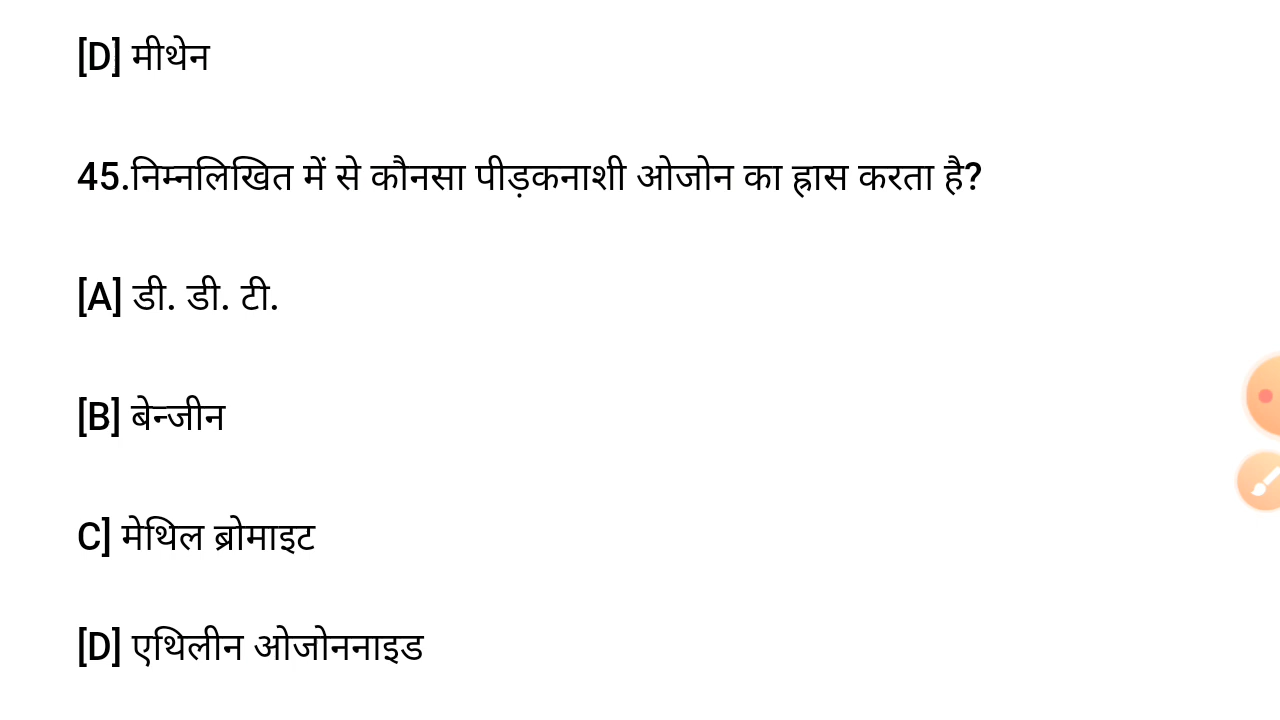 [D] मीथेन
45.निम्नलिखित में से कौनसा पीड़कनाशी ओजोन का ह्रास करता है?
[A] डी. डी. टी.
[B] बेन्जीन
C] मेथिल ब्रोमाइट
[D] एथिलीन ओजोननाइड